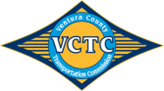 Ventura County
VCTC
Transportation Commission